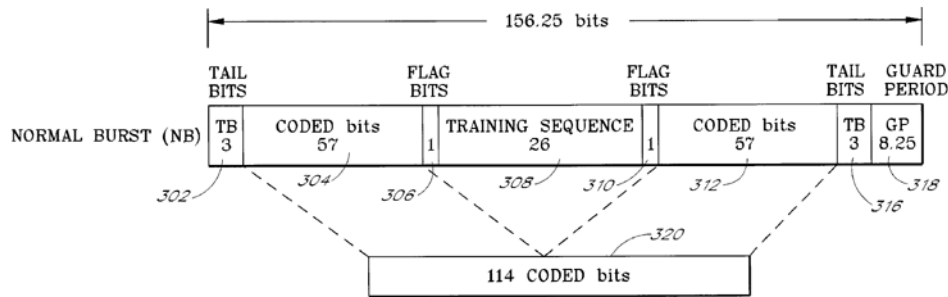 156.25 bits
TAIL BITS
FLAG BITS
FLAG BITS
TAIL BITS
GUARD PERIOD
NORMAL BURST (NB)
TB 3
CODED bits 57
1
TRAINING SEQUENCE 26
1
CODED bits 57
TB 3
GP 8.25
302
304
306
308
310
312
316
318
320
114 CODED bits